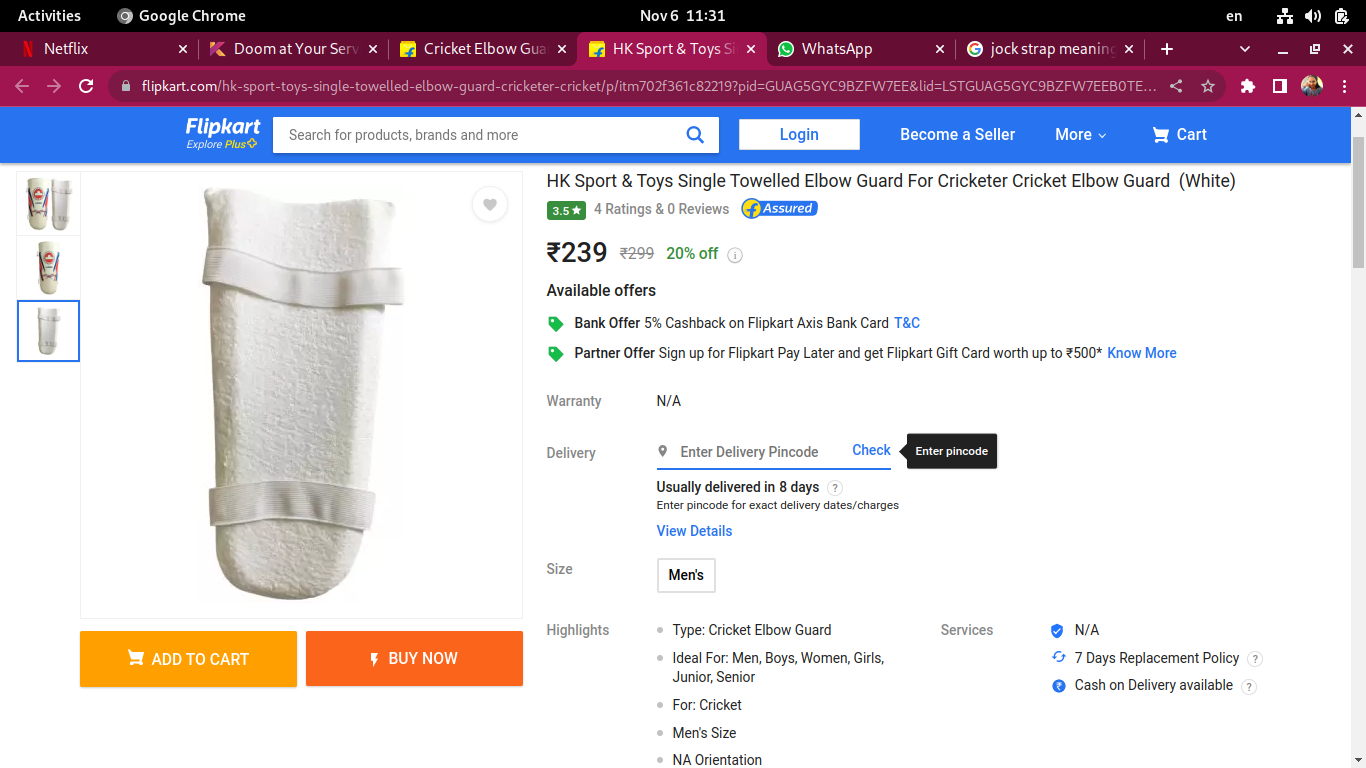 Activities
Google Chrome
Nov 6 11:31
en
Netflix
Doom at Your Serv
Cricket Elbow Gua
HK Sport & Toys Si
WhatsApp
jock strap meaning
flipkart.com/hk-sport-toys-single-towelled-elbow-guard-cricketer-cricket/p/itm702f361c82219?pid=GUAG5GYC9BZFW7EE&lid=LSTGUAG5GYC9BZFW7EEB0TE...
Flipkart
Explore Plus
Search for products, brands and more
Login
Become a Seller
More
Cart
HK Sport & Toys Single Towelled Elbow Guard For Cricketer Cricket Elbow Guard (White)
3.5★ 4 Ratings & 0 Reviews f Assured
₹239 ₹299 20% off i
Available offers
Bank Offer 5% Cashback on Flipkart Axis Bank Card T&C
Partner Offer Sign up for Flipkart Pay Later and get Flipkart Gift Card worth up to ₹500* Know More
Warranty N/A
Delivery Enter Delivery Pincode Check Enter pincode
Usually delivered in 8 days ?
Enter pincode for exact delivery dates/charges
View Details
Size Men's
ADD TO CART
BUY NOW
Highlights
Type: Cricket Elbow Guard
Ideal For: Men, Boys, Women, Girls,
Junior, Senior
For: Cricket
Men's Size
NA Orientation
Services
N/A
7 Days Replacement Policy ?
₹ Cash on Delivery available ?